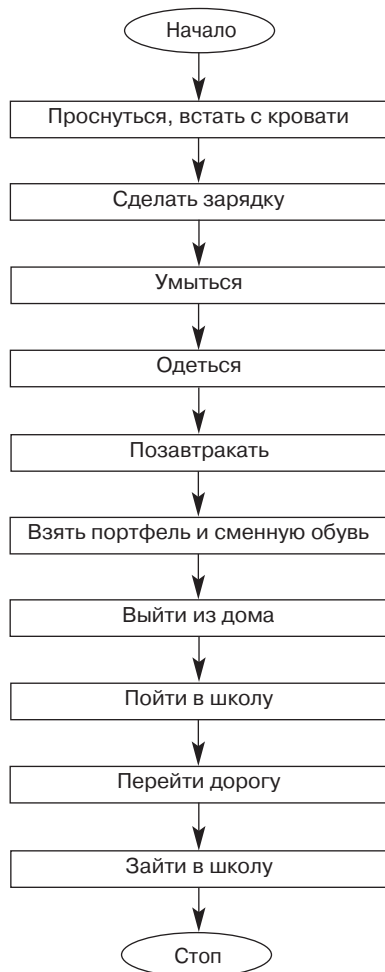 Начало
Проснуться, встать с кровати
Сделать зарядку
Умыться
Одеться
Позавтракать
Взять портфель и сменную обувь
Выйти из дома
Пойти в школу
Перейти дорогу
Зайти в школу
Стоп